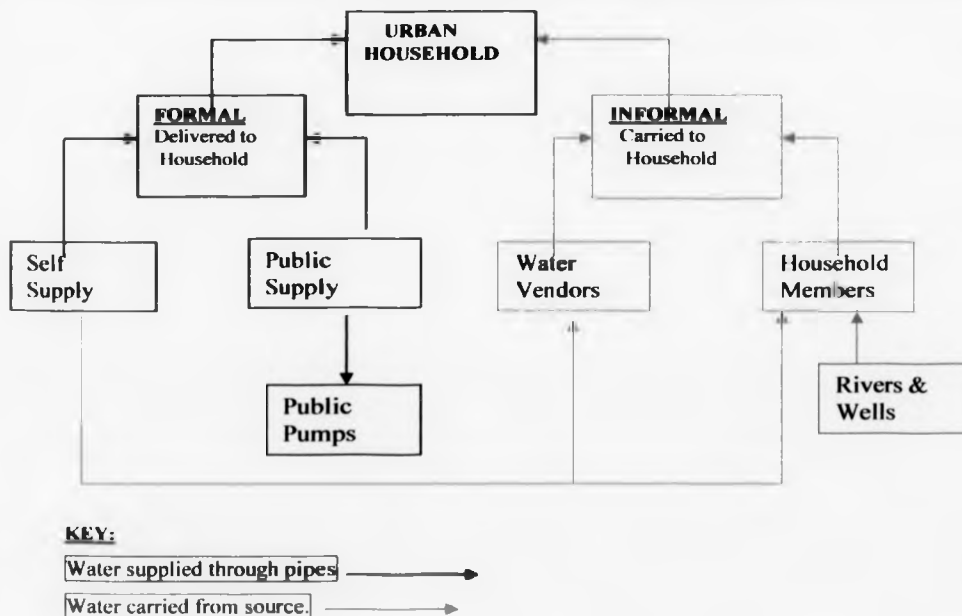 URBAN
HOUSEHOLD
FORMAL
Delivered to
Household
INFORMAL
Carried to
Household
Self
Supply
Public
Supply
Water
Vendors
Household
Members
Public
Pumps
Rivers &
Wells
KEY:
Water supplied through pipes
Water carried from source.